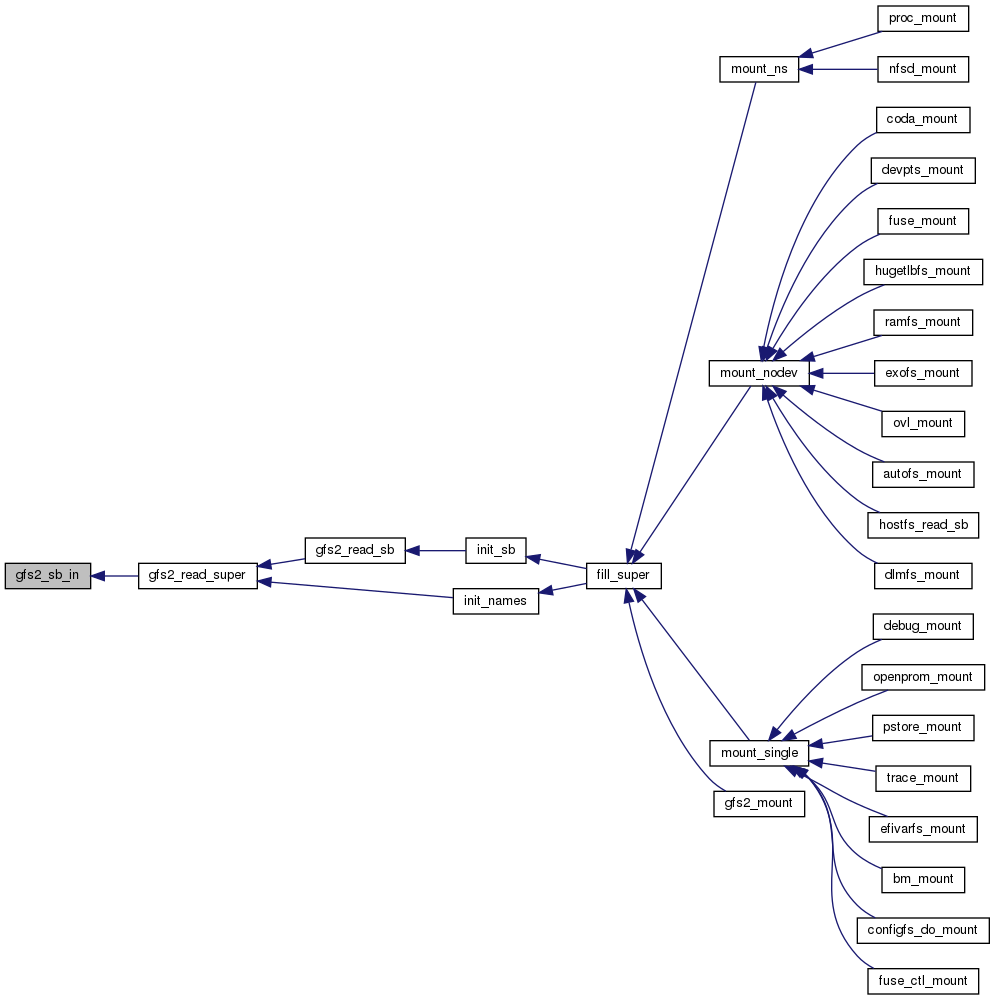 proc_mount
mount_ns
nfsd_mount
coda_mount
devpts_mount
fuse_mount
hugetlbfs_mount
ramfs_mount
mount_nodev
exofs_mount
ovl_mount
autofs_mount
hostfs_read_sb
gfs2_read_sb
init_sb
gfs2_sb_in
gfs2_read_super
fill_super
dlmfs_mount
init_names
debug_mount
openprom_mount
pstore_mount
mount_single
trace_mount
gfs2_mount
efivarfs_mount
bm_mount
configfs_do_mount
fuse_ctl_mount